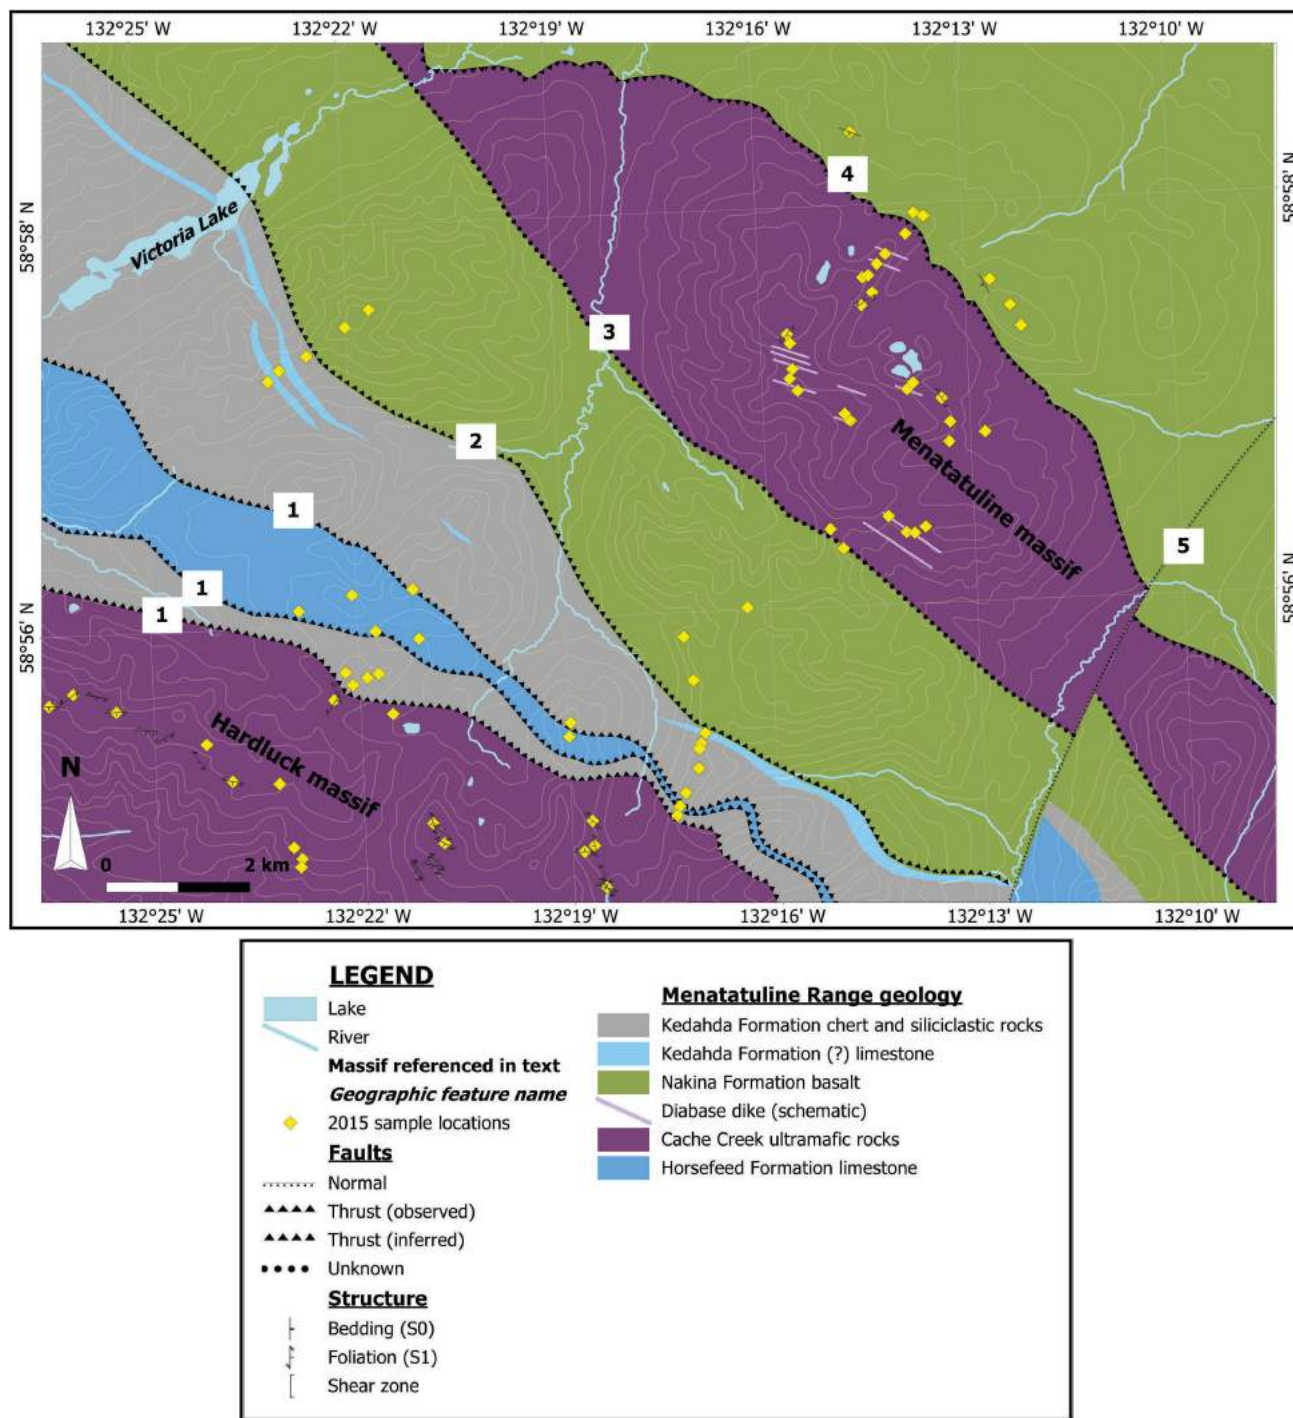 132°25' W 132°22' W 132°19' W 132°16' W 132°13' W 132°10' W
58°58' N
58°58' N
Victoria Lake
4
3
2
Menatatuline massif
1
5
1
1
58°56' N
58°56' N
Hardluck massif
N
0 2 km
132°25' W 132°22' W 132°19' W 132°16' W 132°13' W 132°10' W
LEGEND
Lake
River
Massif referenced in text
Geographic feature name
2015 sample locations
Faults
Normal
Thrust (observed)
Thrust (inferred)
Unknown
Structure
Bedding (S0)
Foliation (S1)
Shear zone
Menatatuline Range geology
Kedahda Formation chert and siliciclastic rocks
Kedahda Formation (?) limestone
Nakina Formation basalt
Diabase dike (schematic)
Cache Creek ultramafic rocks
Horsefeed Formation limestone